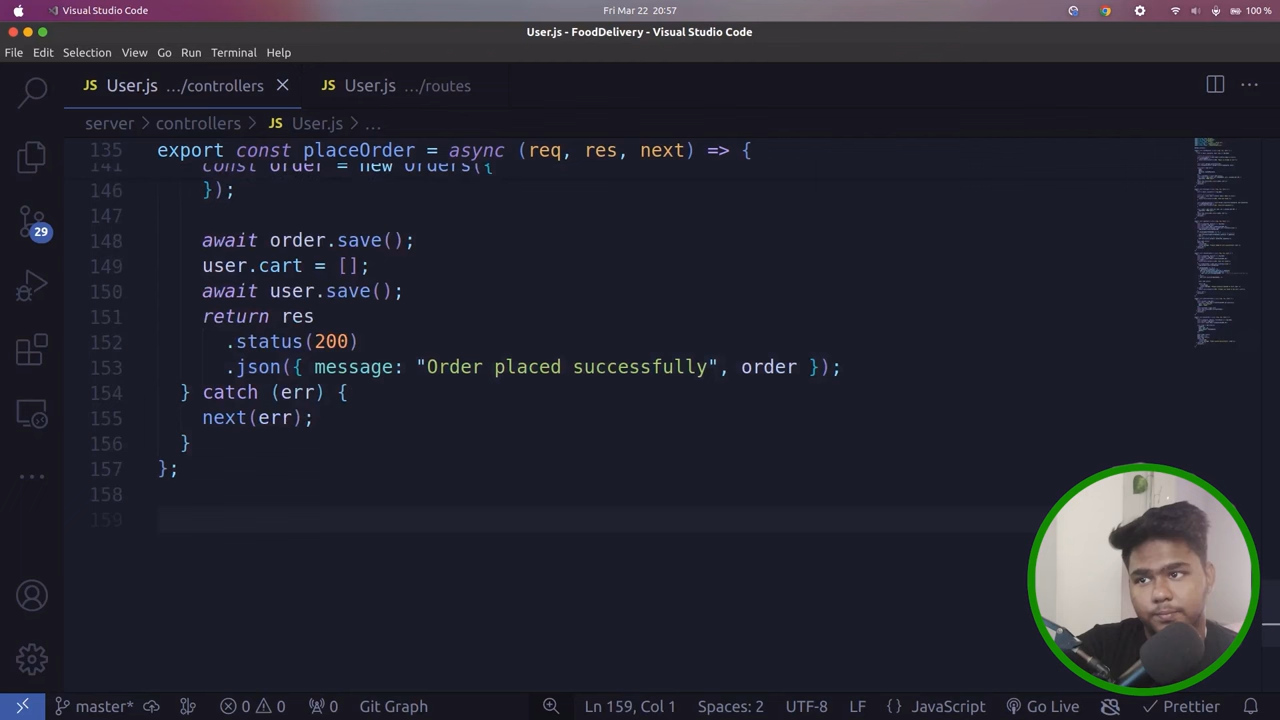 Visual Studio Code
Fri Mar 22 20:57
100 %
User.js - FoodDelivery - Visual Studio Code
File Edit Selection View Go Run Terminal Help
JS User.js .../controllers
JS User.js .../routes
server > controllers > JS User.js > ...
135 export const placeOrder = async (req, res, next) => {
141 const order = new Orders({
146 });
147
148 await order.save();
149 user.cart = [];
150 await user.save();
151 return res
152 .status(200)
153 .json({ message: "Order placed successfully", order });
154 } catch (err) {
155 next(err);
156 }
157 };
158
159
29
master* 0 0 0 Git Graph Ln 159, Col 1 Spaces: 2 UTF-8 LF {} JavaScript Go Live Prettier